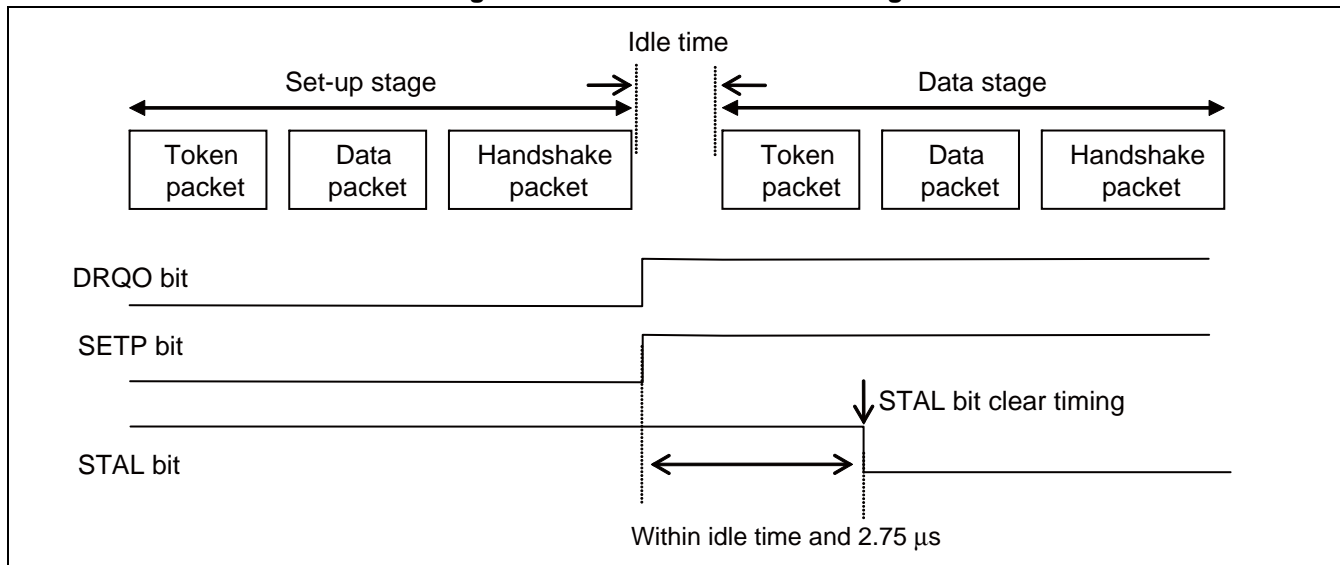 Idle time
Set-up stage
Data stage
Token packet
Data packet
Handshake packet
Token packet
Data packet
Handshake packet
DRQO bit
SETP bit
STAL bit clear timing
STAL bit
Within idle time and 2.75 μs